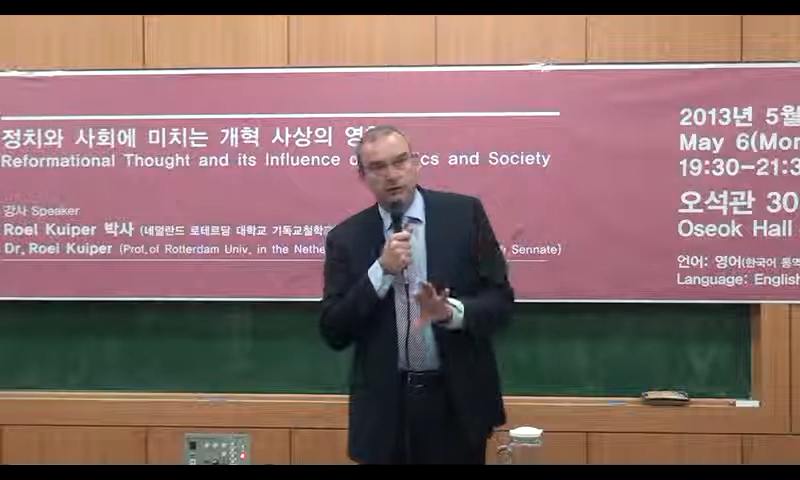 정치와 사회에 미치는 개혁 사상의
Reformational Thought and its Influence and Society
강사 Speaker
Roel Kuiper 박사 (네덜란드 로테르담 대학교 기독교철학
Dr. Roel Kuiper (Prof. of Rotterdam Univ. in the Nethe Sennate)
2013년 5월
May 6(Mon
19:30-21:3
오석관 30
Oseok Hall
언어: 영어(한국어 통역
Language: English